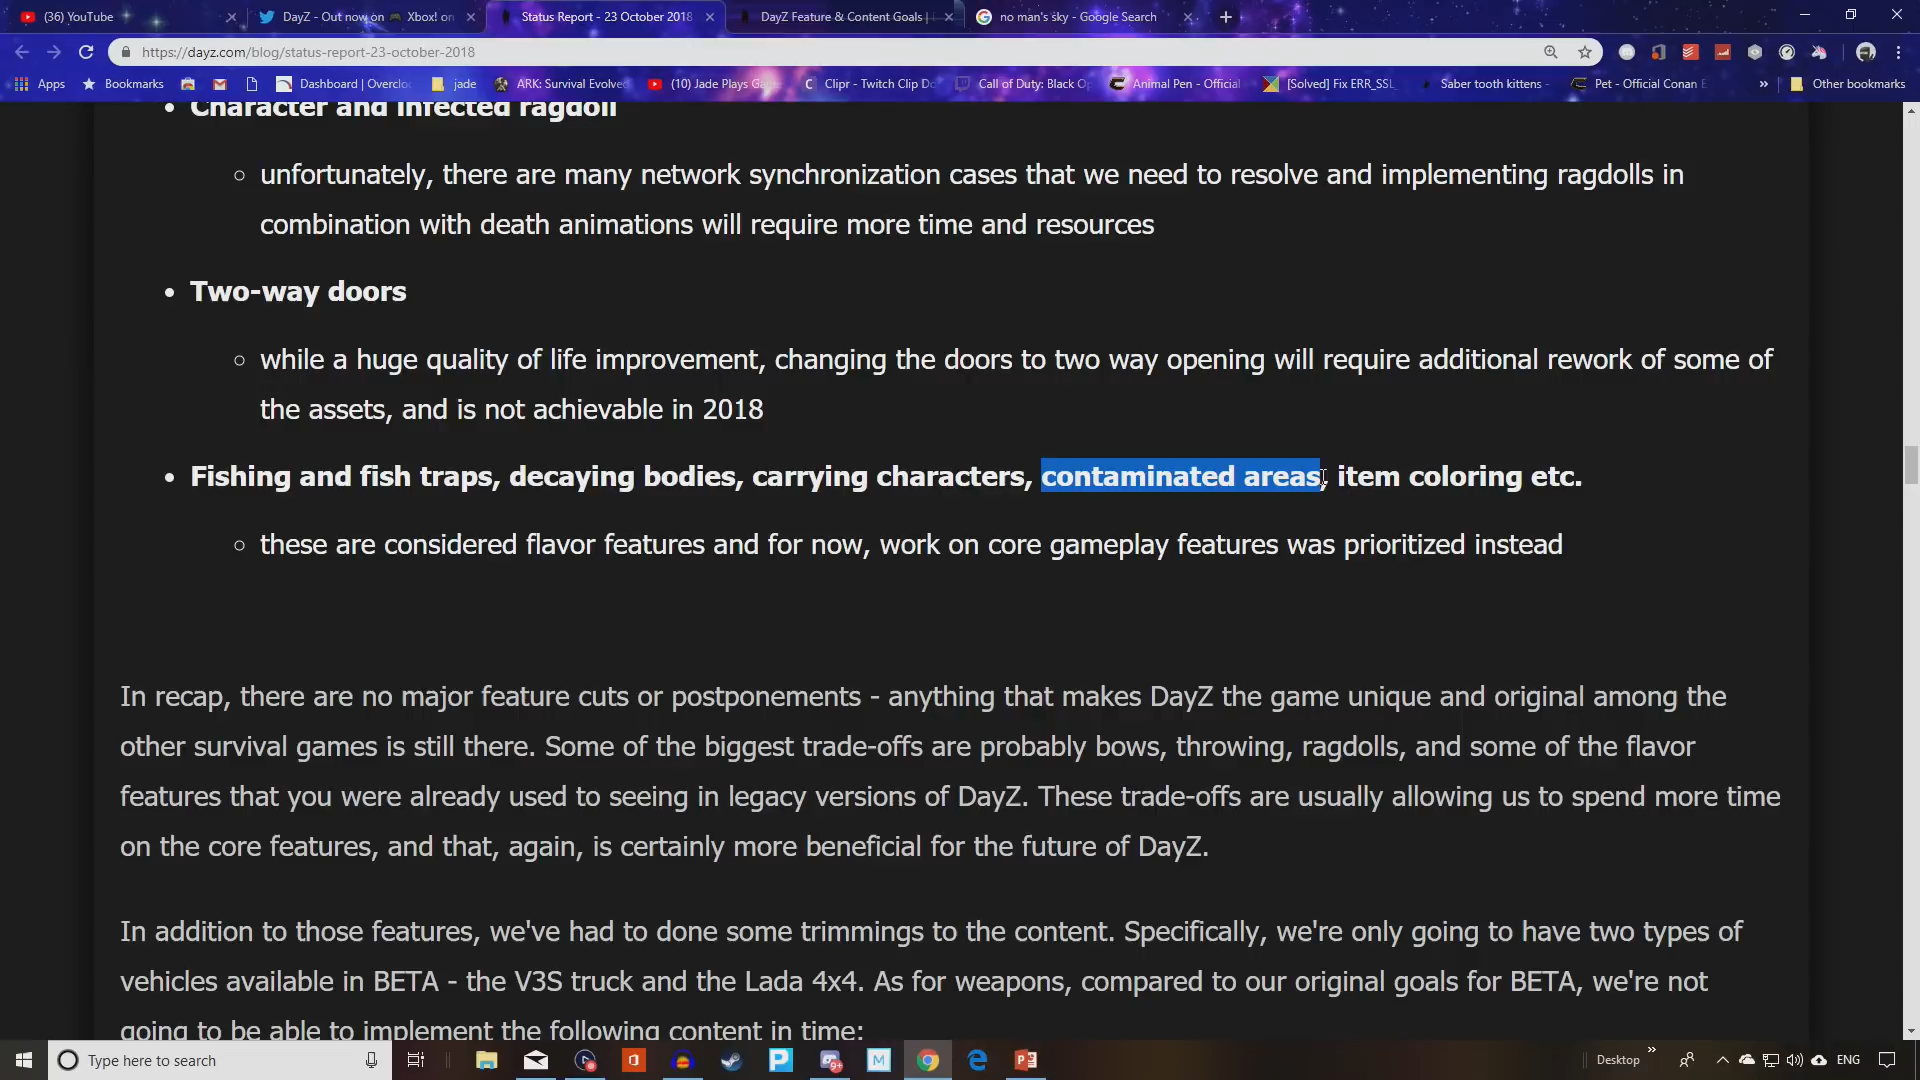 (36) YouTube
DayZ - Out now on 🎮 Xbox! on
Status Report - 23 October 2018
DayZ Feature & Content Goals |
no man's sky - Google Search
https://dayz.com/blog/status-report-23-october-2018
Apps
Bookmarks
Dashboard | Overclo
jade
ARK: Survival Evolved
(10) Jade Plays Ga
Clipr - Twitch Clip Do
Call of Duty: Black Op
Animal Pen - Official
[Solved] Fix ERR_SSL_
Saber tooth kittens -
Pet - Official Conan E
»
Other bookmarks
• Character and infected ragdoll
○ unfortunately, there are many network synchronization cases that we need to resolve and implementing ragdolls in
combination with death animations will require more time and resources
• Two-way doors
○ while a huge quality of life improvement, changing the doors to two way opening will require additional rework of some of
the assets, and is not achievable in 2018
• Fishing and fish traps, decaying bodies, carrying characters, contaminated areas, item coloring etc.
○ these are considered flavor features and for now, work on core gameplay features was prioritized instead
In recap, there are no major feature cuts or postponements - anything that makes DayZ the game unique and original among the
other survival games is still there. Some of the biggest trade-offs are probably bows, throwing, ragdolls, and some of the flavor
features that you were already used to seeing in legacy versions of DayZ. These trade-offs are usually allowing us to spend more time
on the core features, and that, again, is certainly more beneficial for the future of DayZ.
In addition to those features, we've had to done some trimmings to the content. Specifically, we're only going to have two types of
vehicles available in BETA - the V3S truck and the Lada 4x4. As for weapons, compared to our original goals for BETA, we're not
going to be able to implement the following content in time:
Type here to search
9+
Desktop
»
ENG